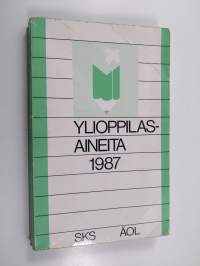 YLIOPPILAS-
AINEITA
1987
SKS ÄOL